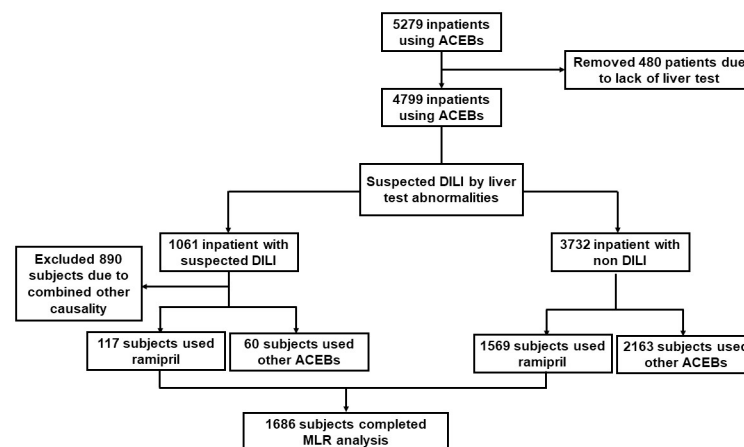 5279 inpatients
using ACEBs
Removed 480 patients due
to lack of liver test
4799 inpatients
using ACEBs
Suspected DILI by liver
test abnormalities
1061 inpatient with
suspected DILI
3732 inpatient with
non DILI
Excluded 890
subjects due to
combined other
causality
117 subjects used
ramipril
60 subjects used
other ACEBs
1569 subjects used
ramipril
2163 subjects used
other ACEBs
1686 subjects completed
MLR analysis